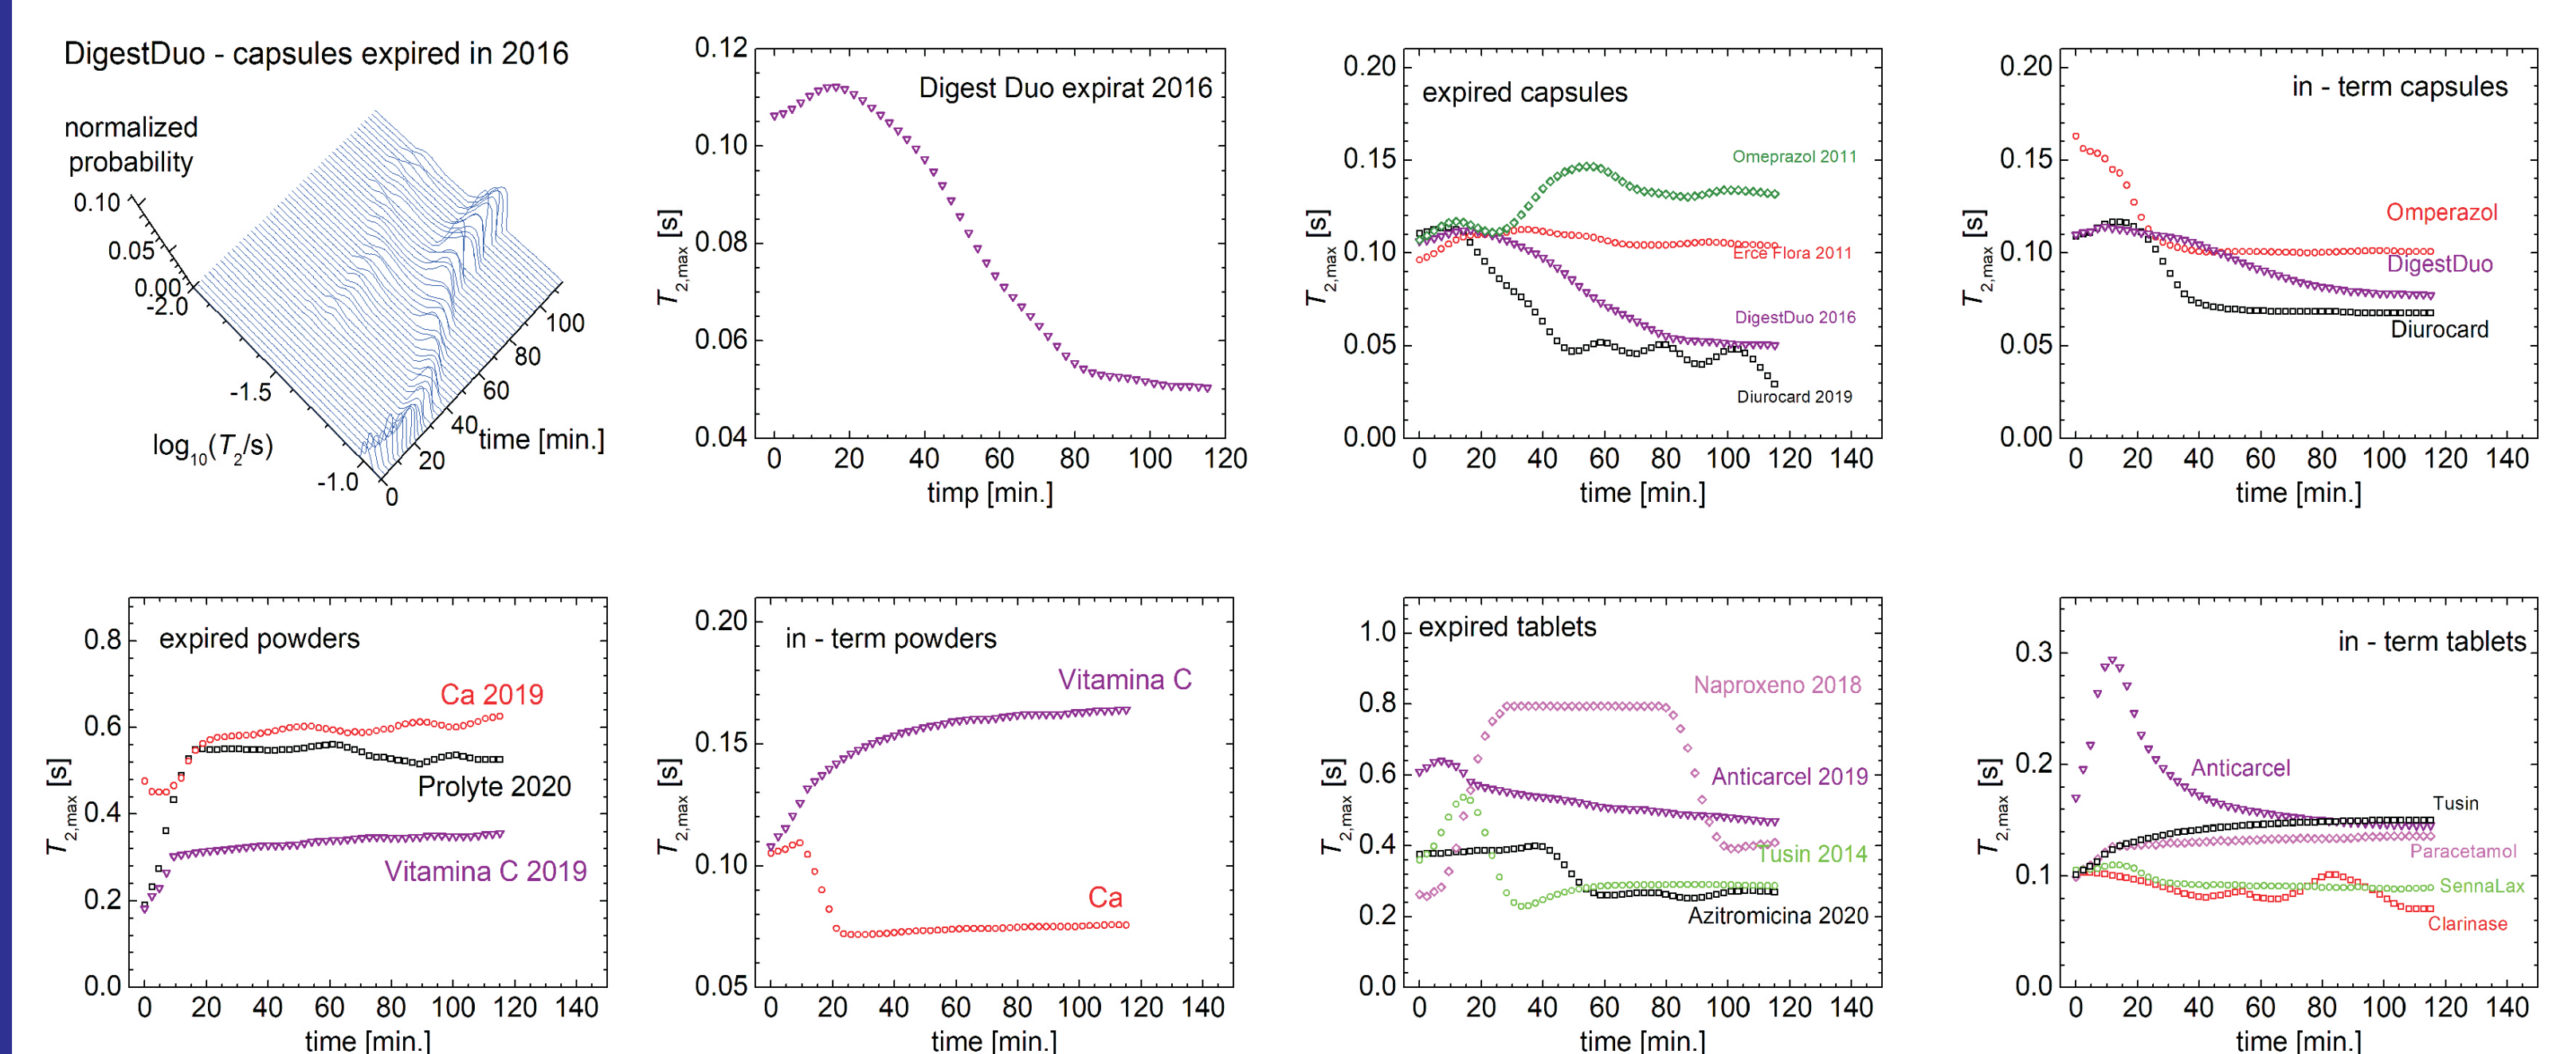 DigestDuo - capsules expired in 2016
normalized
probability
0.10
0.05
0.00
-2.0
-1.5
-1.0
log10(T2/s)
0
20
40
60
80
100
time [min.]
Digest Duo expirat 2016
0.12
0.10
0.08
0.06
0.04
T2,max [s]
0 20 40 60 80 100 120
timp [min.]
expired capsules
0.20
0.15
0.10
0.05
0.00
T2,max [s]
Omeprazol 2011
Erce Flora 2011
DigestDuo 2016
Diurocard 2019
0 20 40 60 80 100 120 140
time [min.]
in - term capsules
0.20
0.15
0.10
0.05
0.00
T2,max [s]
Omperazol
DigestDuo
Diurocard
0 20 40 60 80 100 120 140
time [min.]
expired powders
0.8
0.6
0.4
0.2
0.0
T2,max [s]
Ca 2019
Prolyte 2020
Vitamina C 2019
0 20 40 60 80 100 120 140
time [min.]
in - term powders
0.20
0.15
0.10
0.05
T2,max [s]
Vitamina C
Ca
0 20 40 60 80 100 120 140
time [min.]
expired tablets
1.0
0.8
0.6
0.4
0.2
0.0
T2,max [s]
Naproxeno 2018
Anticarcel 2019
Tusin 2014
Azitromicina 2020
0 20 40 60 80 100 120 140
time [min.]
in - term tablets
0.3
0.2
0.1
0.0
T2,max [s]
Anticarcel
Tusin
Paracetamol
SennaLax
Clarinase
0 20 40 60 80 100 120 140
time [min.]